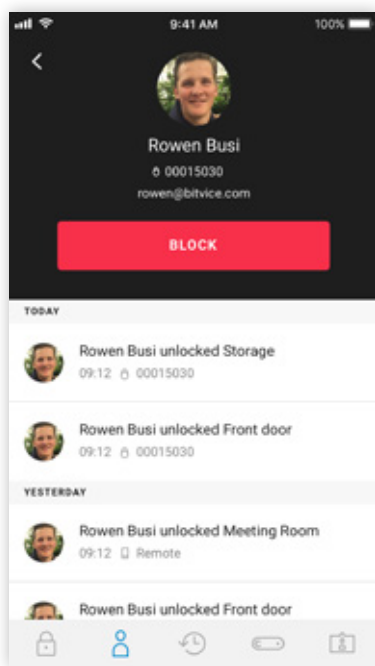 9:41 AM
100%
Rowen Busi
00015030
rowen@bitvice.com
BLOCK
TODAY
Rowen Busi unlocked Storage
09:12 00015030
Rowen Busi unlocked Front door
09:12 00015030
YESTERDAY
Rowen Busi unlocked Meeting Room
09:12 Remote
Rowen Busi unlocked Front door